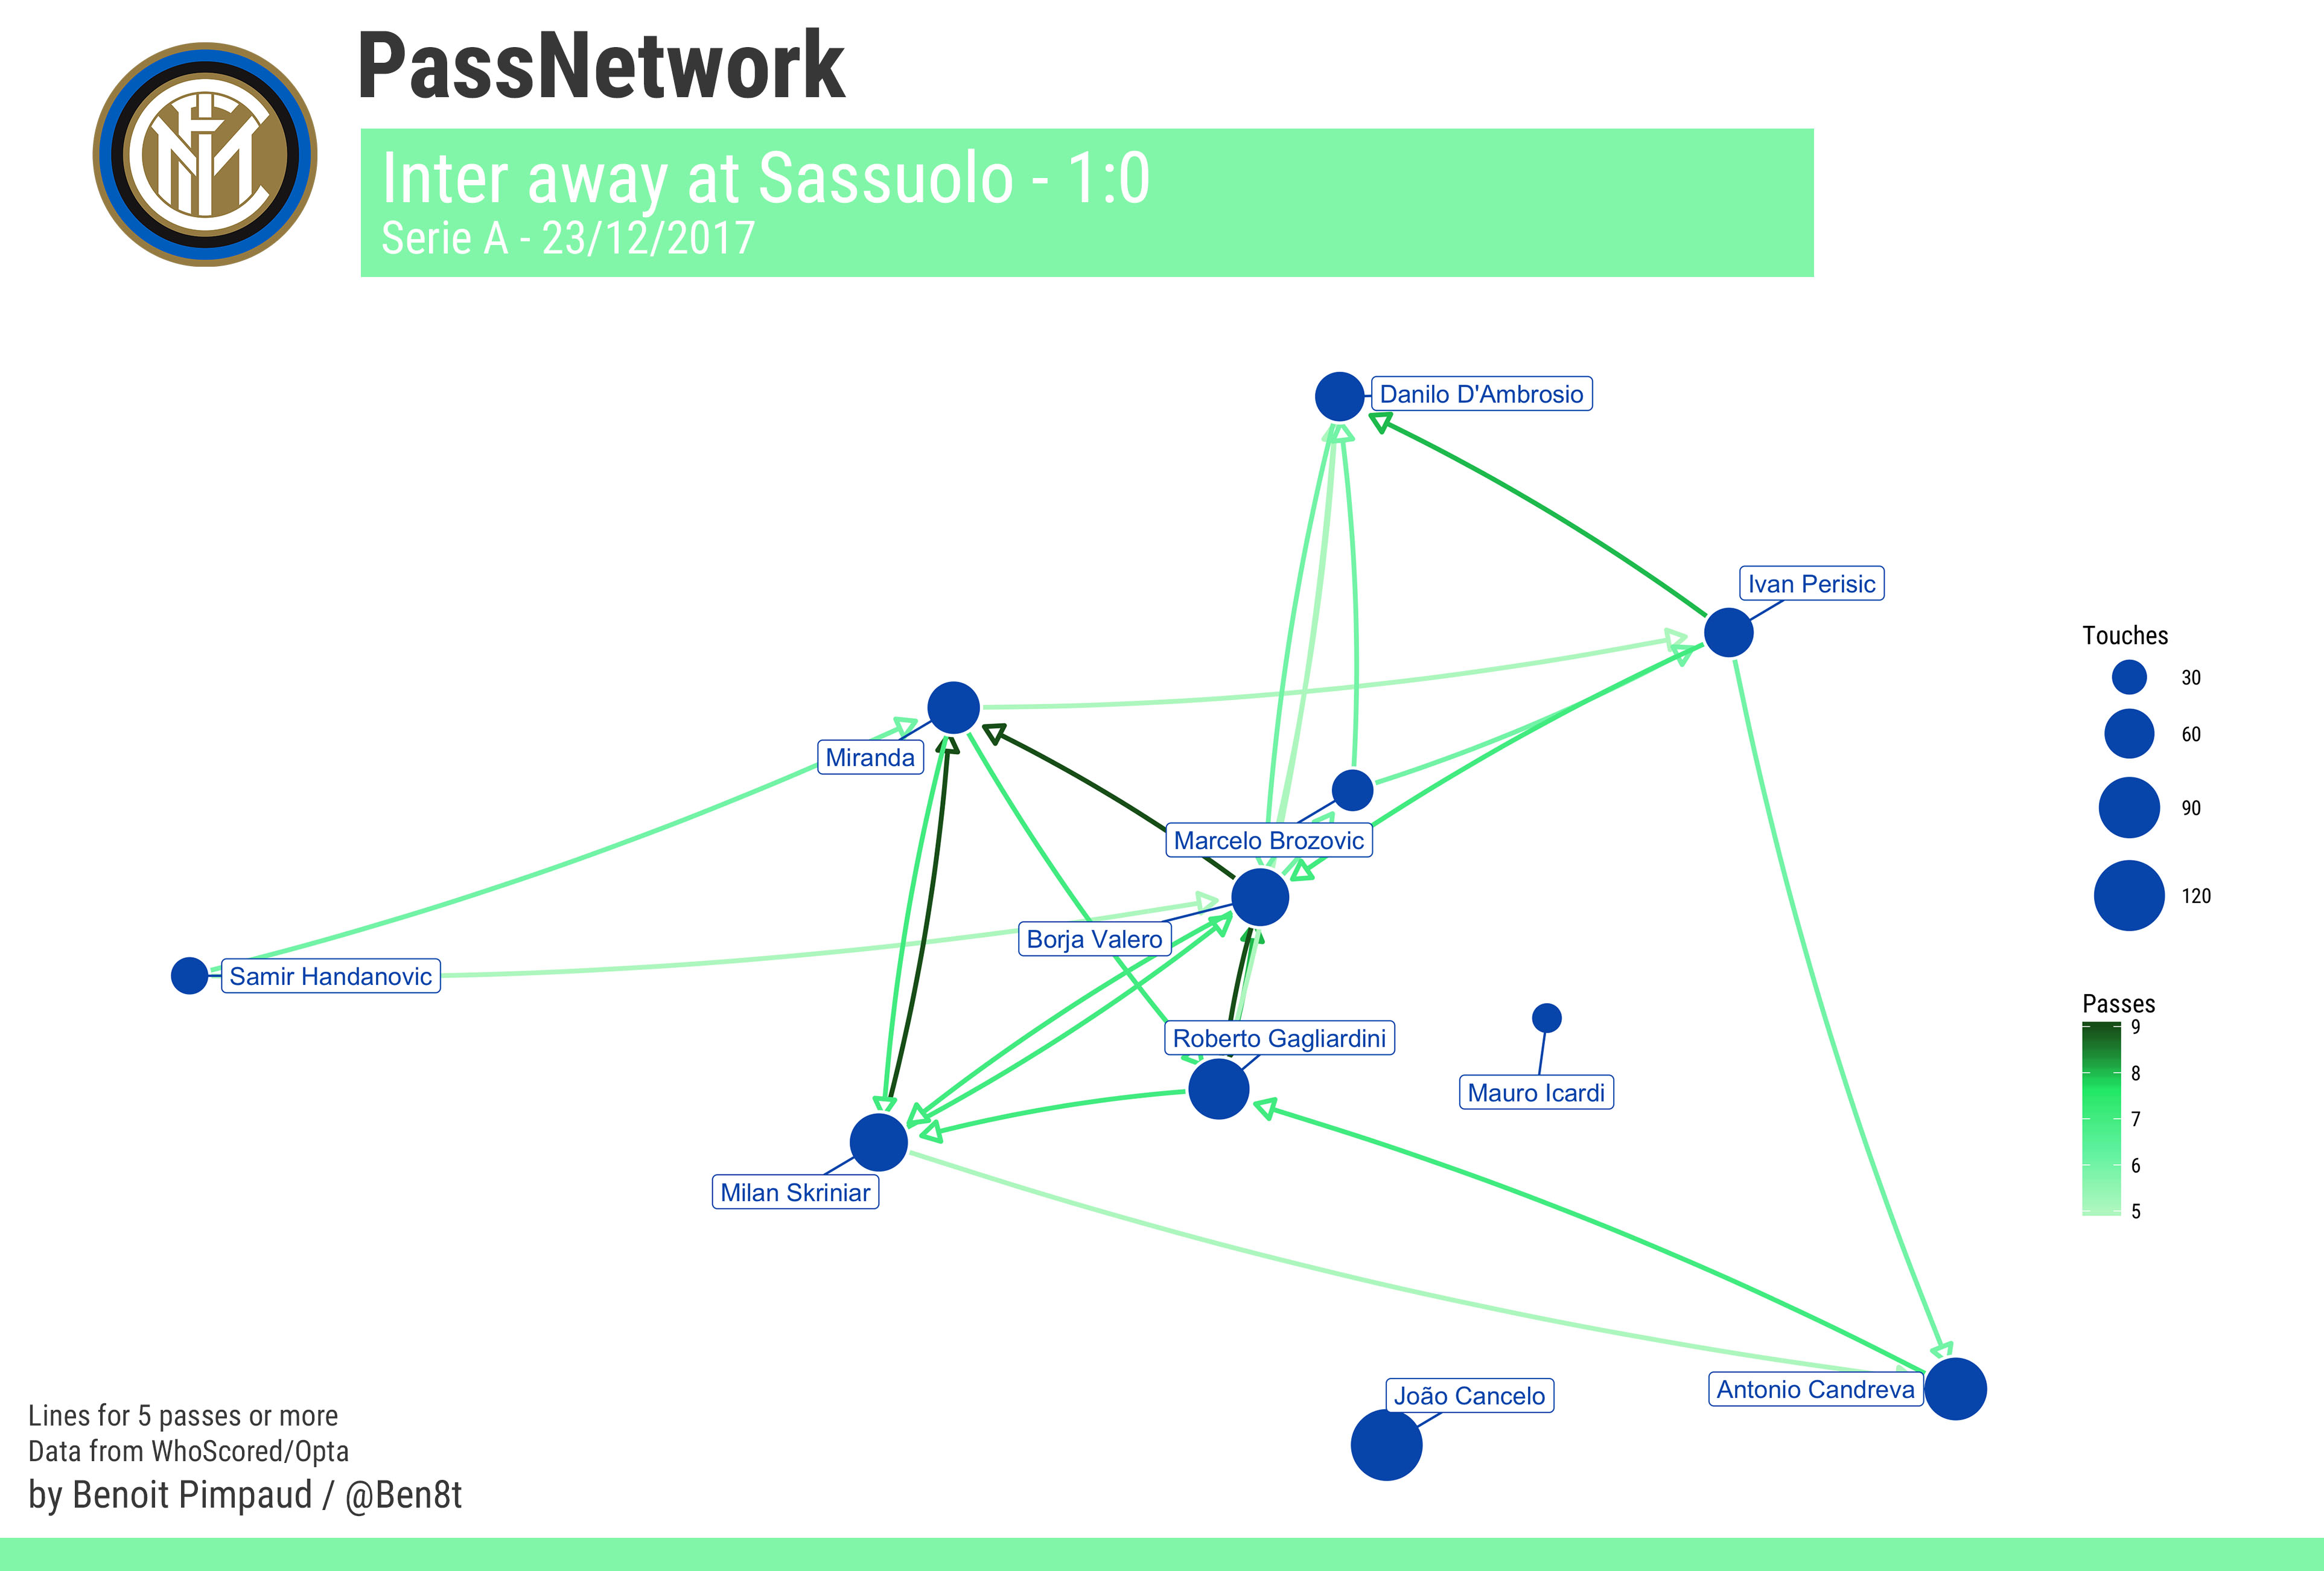 PassNetwork
Inter away at Sassuolo - 1:0
Serie A - 23/12/2017
Danilo D'Ambrosio
Ivan Perisic
Miranda
Marcelo Brozovic
Borja Valero
Samir Handanovic
Roberto Gagliardini
Mauro Icardi
Milan Skriniar
João Cancelo
Antonio Candreva
Touches
30
60
90
120
Passes
9
8
7
6
5
Lines for 5 passes or more
Data from WhoScored/Opta
by Benoit Pimpaud / @Ben8t